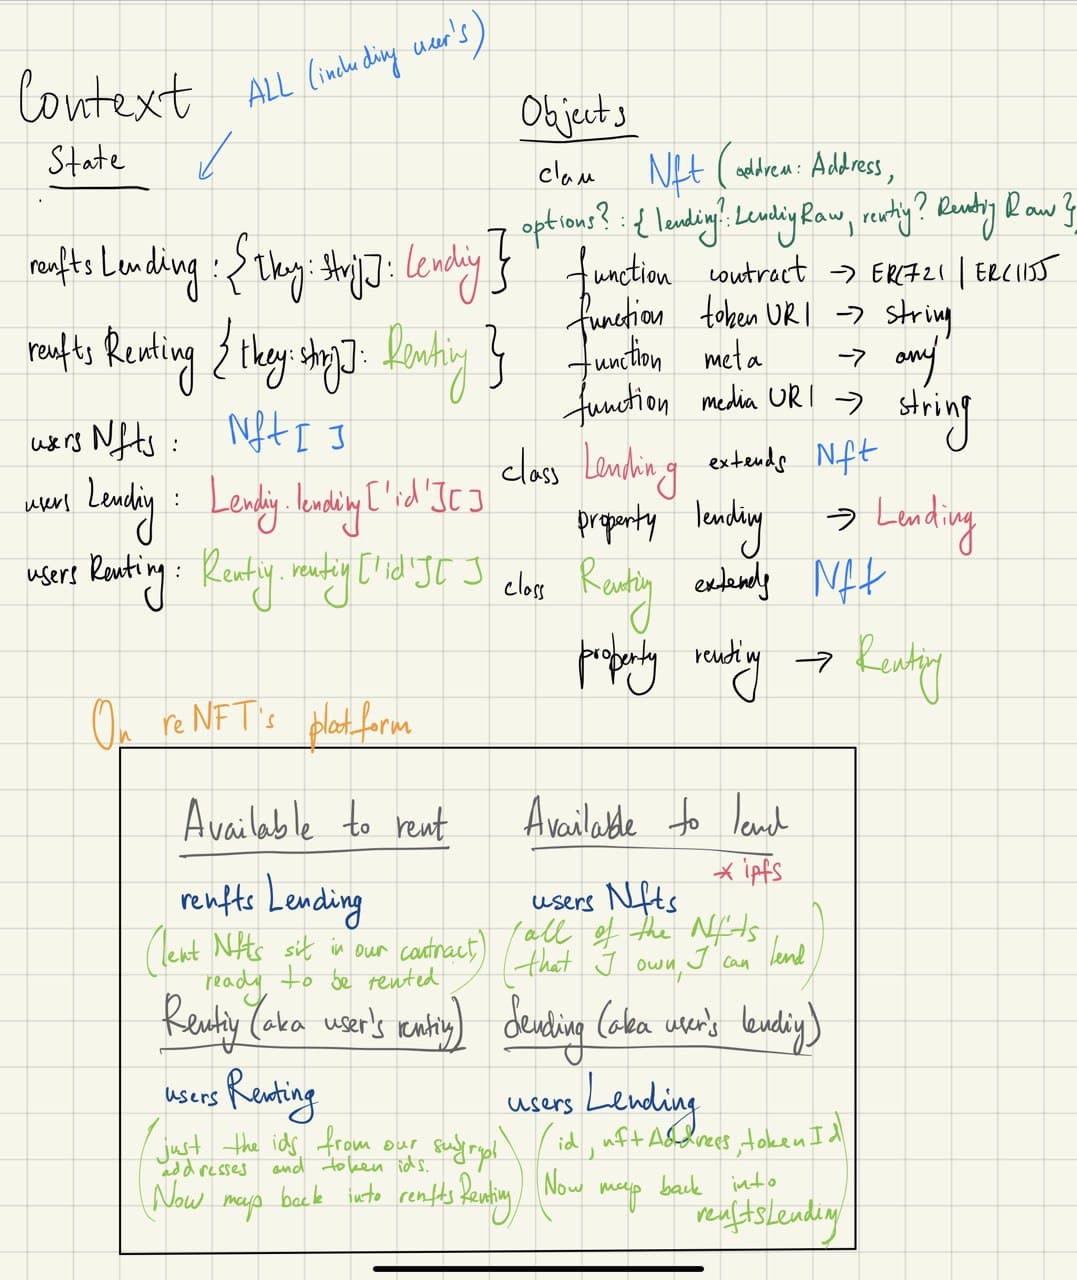 ALL (including user's)
Context
State
renftsLending : { [key: string]: Lending }
renftsRenting { [key: string]: Renting }
usersNfts : Nft[ ]
usersLending : Lending.lending['id'][ ]
usersRenting : Renting.renting['id'][ ]
Objects
class Nft (address: Address,
options? : { lending?: LendingRaw, renting? RentingRaw },
function contract → ERC721 | ERC1155
function tokenURI → string
function meta → any
function mediaURI → string
class Lending extends Nft
property lending → Lending
class Renting extends Nft
property renting → Renting
On reNFT's platform
Available to rent
renftsLending
(lent Nfts sit in our contract,
ready to be rented)
Available to lend
* ipfs
usersNfts
(all of the Nfts,
that I own, I can lend)
Renting (aka user's renting)
usersRenting
(just the ids from our subgraph
addresses and token ids.
Now map back into renftsRenting)
Lending (aka user's lending)
usersLending
(id, nftAddress, tokenId
Now map back into
renftsLending)